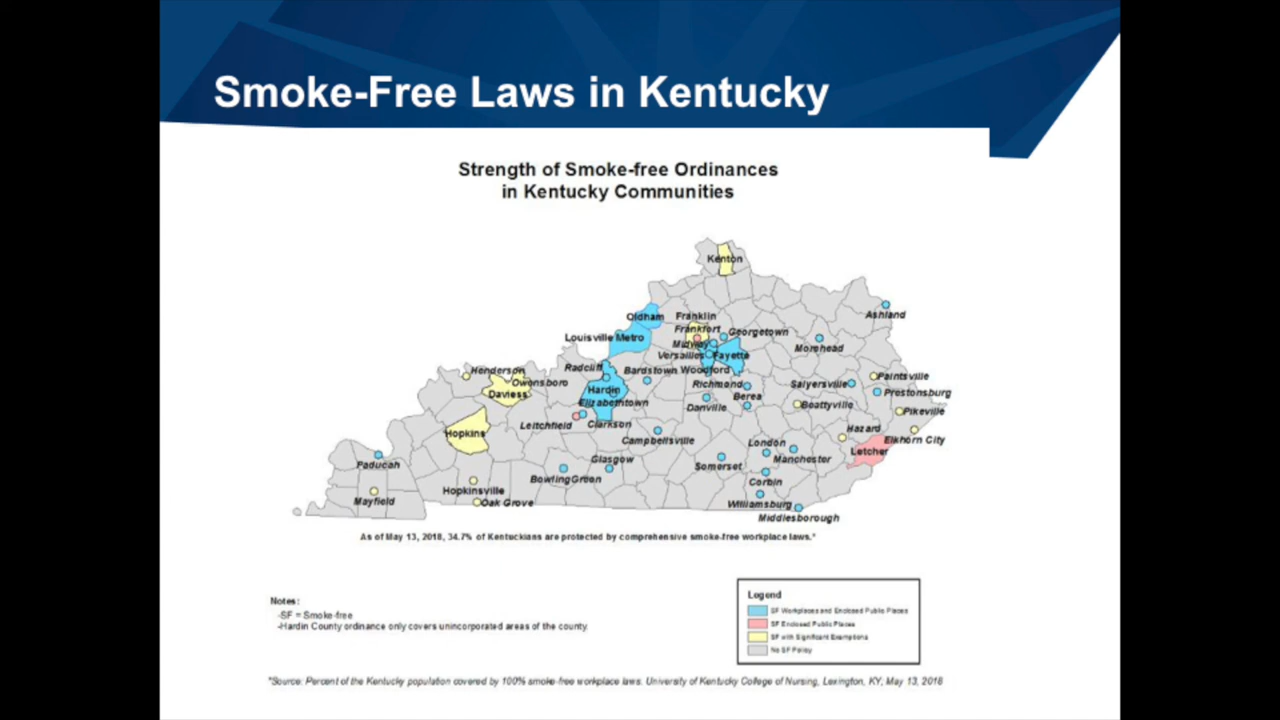 Smoke-Free Laws in Kentucky
Strength of Smoke-free Ordinances
in Kentucky Communities
Kenton
Oldham
Franklin
Ashland
Frankfort
Georgetown
Louisville Metro
Midway
Morehead
Versailles
Fayette
Radcliff
Bardstown
Woodford
Henderson
Paintsville
Owensboro
Richmond
Salyersville
Daviess
Hardin
Prestonsburg
Berea
Elizabethtown
Danville
Beattyville
Pikeville
Leitchfield
Clarkson
Hazard
Hopkins
Campbellsville
London
Elkhorn City
Letcher
Glasgow
Manchester
Paducah
Somerset
BowlingGreen
Corbin
Hopkinsville
Mayfield
Oak Grove
Williamsburg
Middlesborough
As of May 13, 2018, 34.7% of Kentuckians are protected by comprehensive smoke-free workplace laws.*
Notes:
-SF = Smoke-free
-Hardin County ordinance only covers unincorporated areas of the county.
Legend
SF Workplaces and Enclosed Public Places
SF Enclosed Public Places
SF with Significant Exemptions
No SF Policy
*Source: Percent of the Kentucky population covered by 100% smoke-free workplace laws. University of Kentucky College of Nursing, Lexington, KY; May 13, 2018